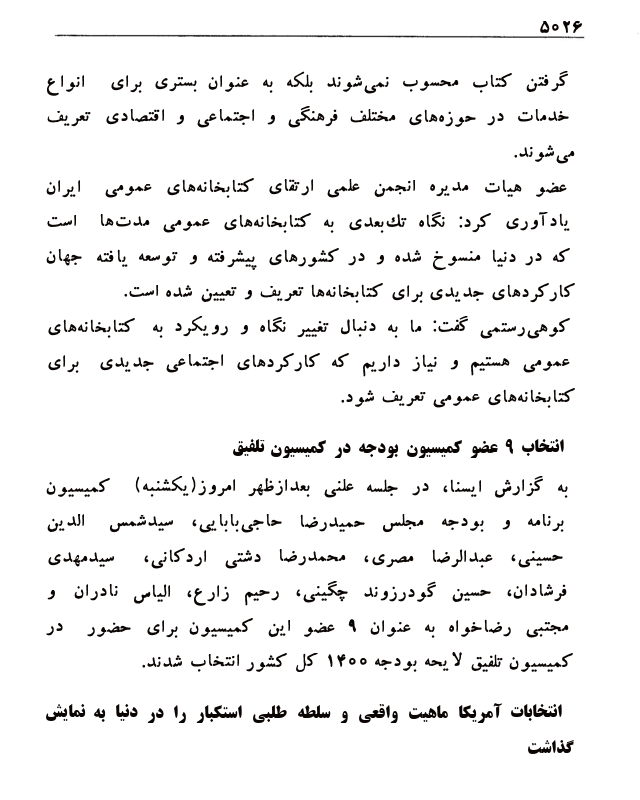 ۵۰۲۶
گرفتن کتاب محسوب نمی‌شوند بلکه به عنوان بستری برای انواع
خدمات در حوزه‌های مختلف فرهنگی و اجتماعی و اقتصادی تعریف
می‌شوند.
عضو هیات مدیره انجمن علمی ارتقای کتابخانه‌های عمومی ایران
یادآوری کرد: نگاه تك‌بعدی به کتابخانه‌های عمومی مدت‌ها است
که در دنیا منسوخ شده و در کشورهای پیشرفته و توسعه یافته جهان
کارکردهای جدیدی برای کتابخانه‌ها تعریف و تعیین شده است.
کوهی‌رستمی گفت: ما به دنبال تغییر نگاه و رویکرد به کتابخانه‌های
عمومی هستیم و نیاز داریم که کارکردهای اجتماعی جدیدی برای
کتابخانه‌های عمومی تعریف شود.
انتخاب ۹ عضو کمیسیون بودجه در کمیسیون تلفیق
به گزارش ایسنا، در جلسه علنی بعدازظهر امروز(یکشنبه) کمیسیون
برنامه و بودجه مجلس حمیدرضا حاجی‌بابایی، سیدشمس الدین
حسینی، عبدالرضا مصری، محمدرضا دشتی اردکانی، سیدمهدی
فرشادان، حسین گودرزوند چگینی، رحیم زارع، الیاس نادران و
مجتبی رضاخواه به عنوان ۹ عضو این کمیسیون برای حضور در
کمیسیون تلفیق لایحه بودجه ۱۴۰۰ کل کشور انتخاب شدند.
انتخابات آمریکا ماهیت واقعی و سلطه طلبی استکبار را در دنیا به نمایش
گذاشت